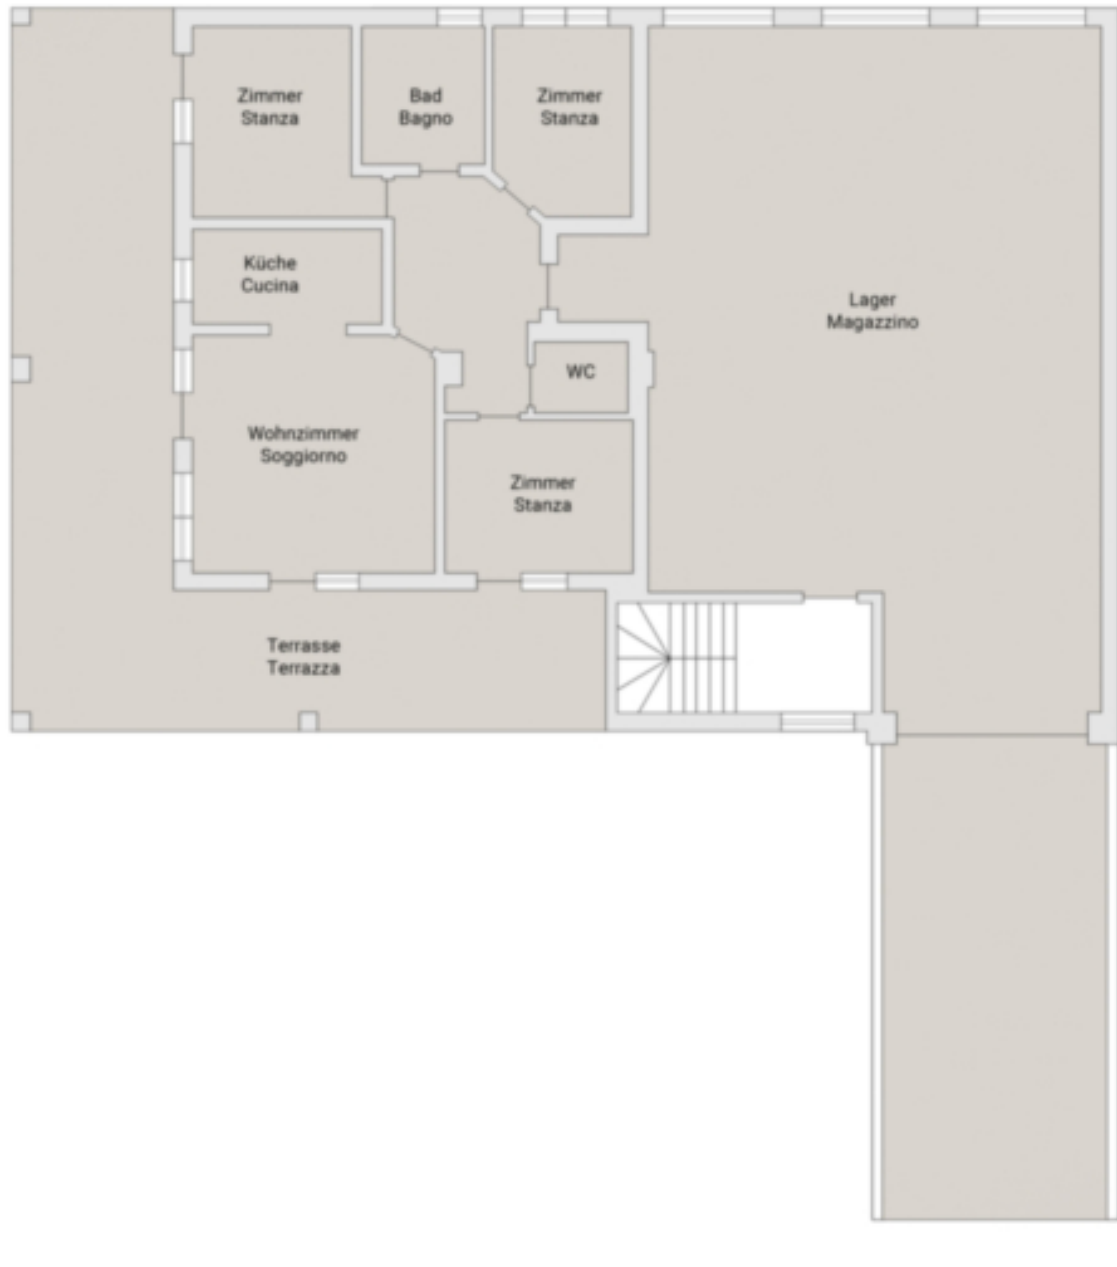 Zimmer
Stanza
Bad
Bagno
Zimmer
Stanza
Küche
Cucina
Lager
Magazzino
WC
Wohnzimmer
Soggiorno
Zimmer
Stanza
Terrasse
Terrazza